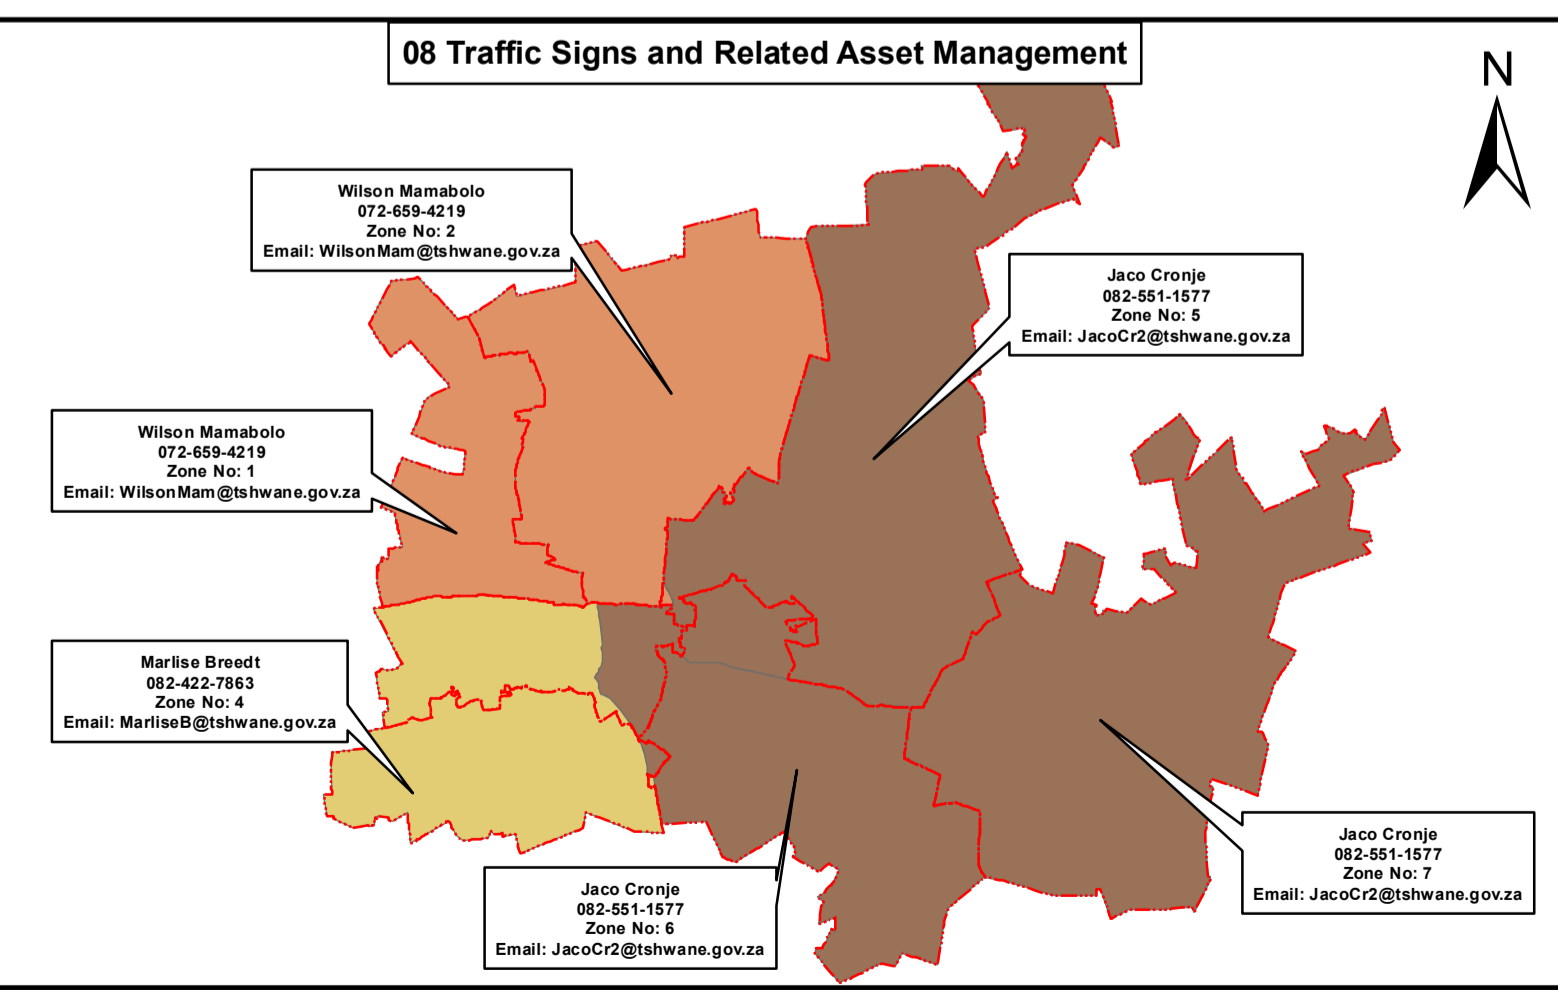 08 Traffic Signs and Related Asset Management
N
Wilson Mamabolo
072-659-4219
Zone No: 2
Email: WilsonMam@tshwane.gov.za
Jaco Cronje
082-551-1577
Zone No: 5
Email: JacoCr2@tshwane.gov.za
Wilson Mamabolo
072-659-4219
Zone No: 1
Email: WilsonMam@tshwane.gov.za
Marlise Breedt
082-422-7863
Zone No: 4
Email: MarliseB@tshwane.gov.za
Jaco Cronje
082-551-1577
Zone No: 7
Email: JacoCr2@tshwane.gov.za
Jaco Cronje
082-551-1577
Zone No: 6
Email: JacoCr2@tshwane.gov.za